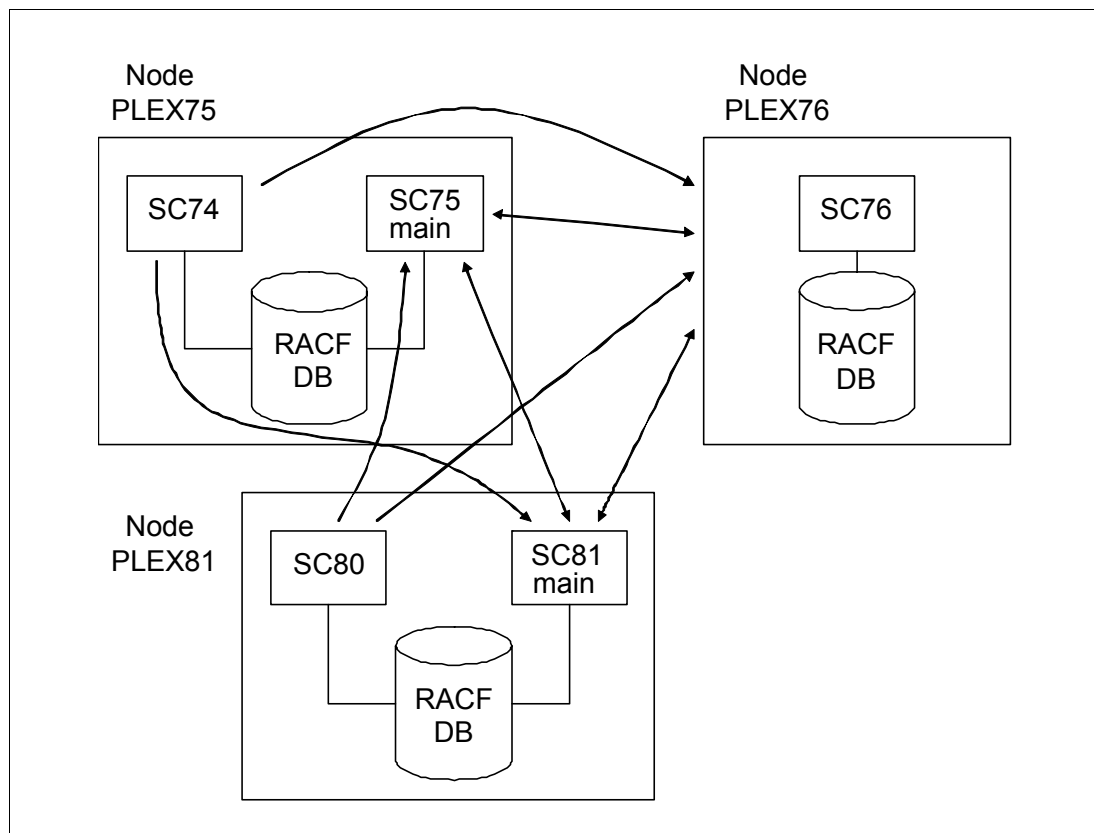 Node
PLEX75
Node
PLEX76
SC74
SC75
main
SC76
RACF
DB
RACF
DB
Node
PLEX81
SC80
SC81
main
RACF
DB